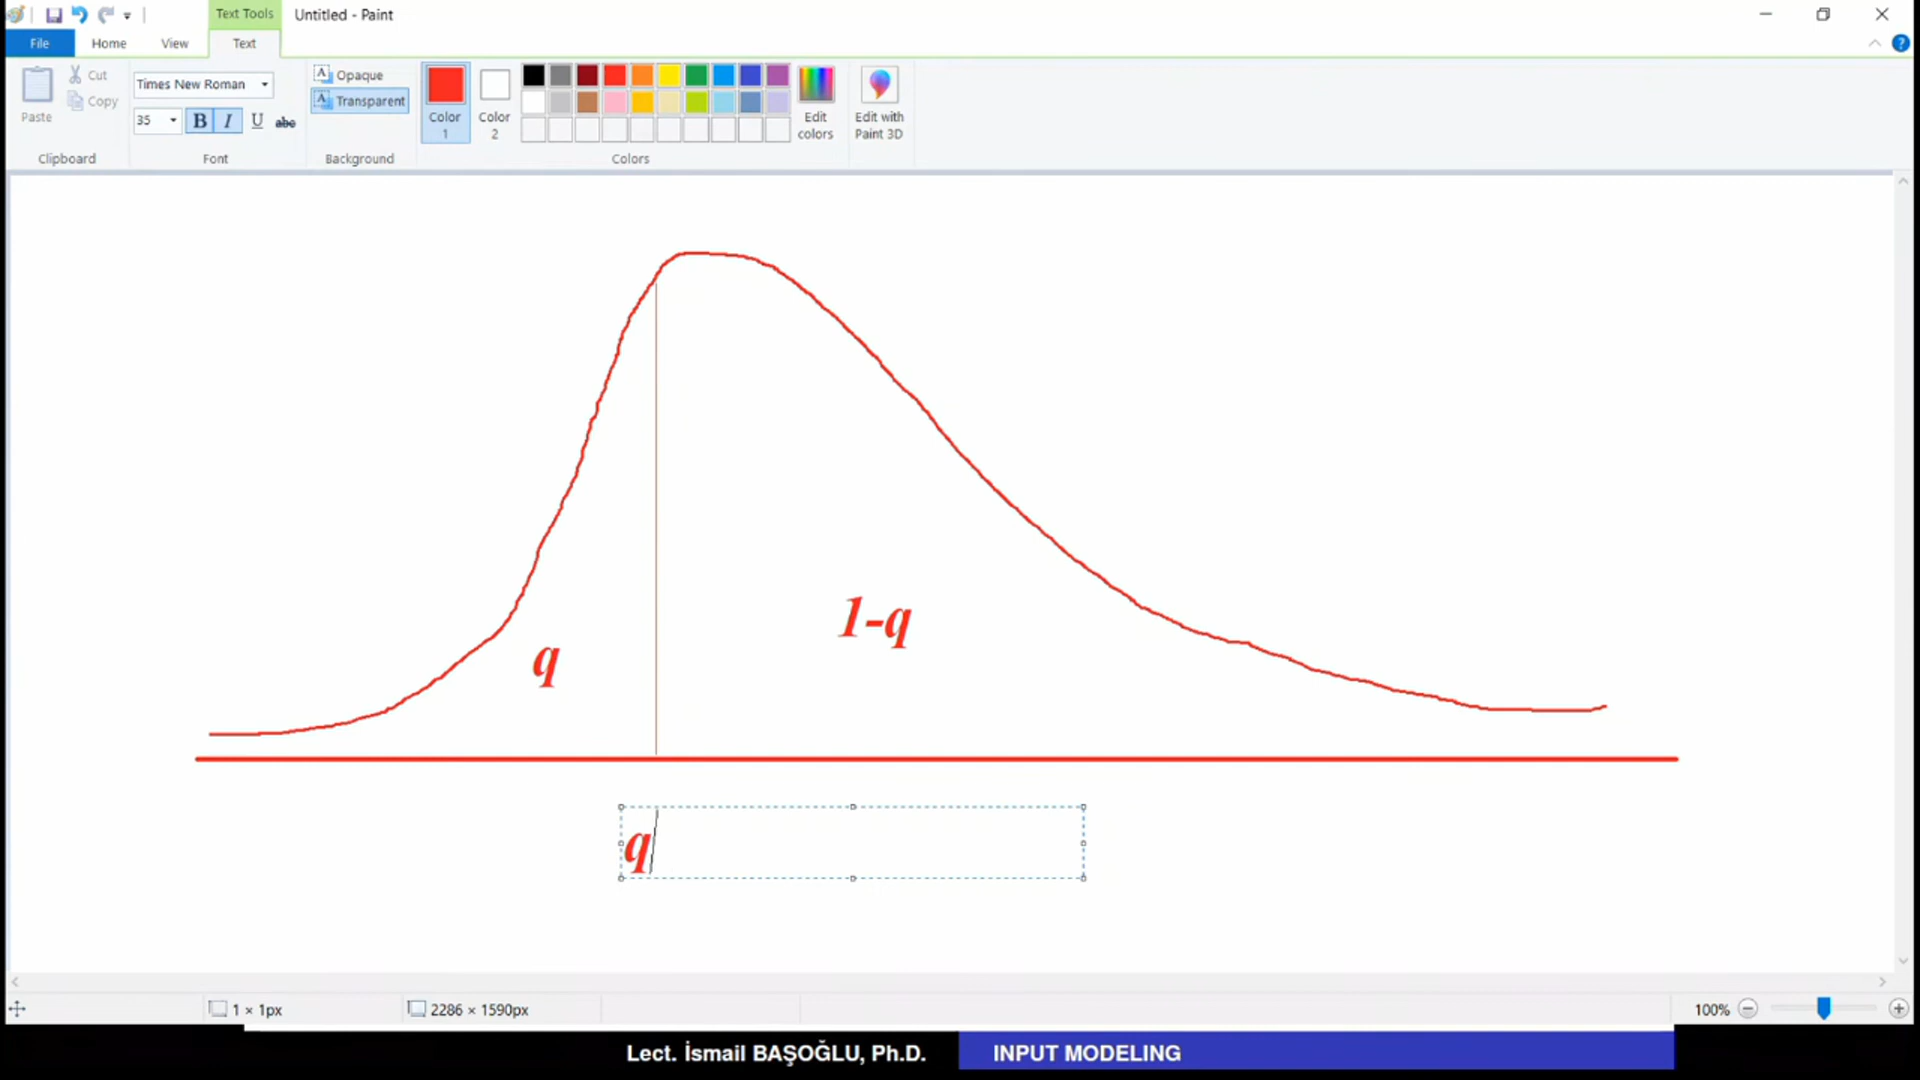 Text Tools Untitled - Paint
File Home View Text
Cut
Copy
Paste
Clipboard
Times New Roman
35 B I U abc
Font
Opaque
Transparent
Background
Color 1
Color 2
Edit colors
Colors
Edit with Paint 3D
1-q
q
q
1 × 1px 2286 × 1590px 100%
Lect. İsmail BAŞOĞLU, Ph.D. INPUT MODELING